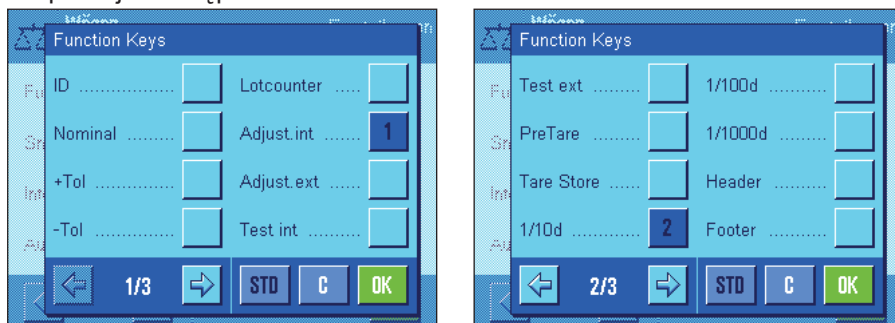 Function Keys
ID ..................
Lotcounter .....
Nominal .........
Adjust.int .......
1
+Tol ...............
Adjust.ext ......
-Tol ................
Test int ..........
1/3
STD
C
OK
Function Keys
Test ext .........
1/100d ...........
PreTare ..........
1/1000d .........
Tare Store ......
Header ..........
1/10d .............
2
Footer ...........
2/3
STD
C
OK